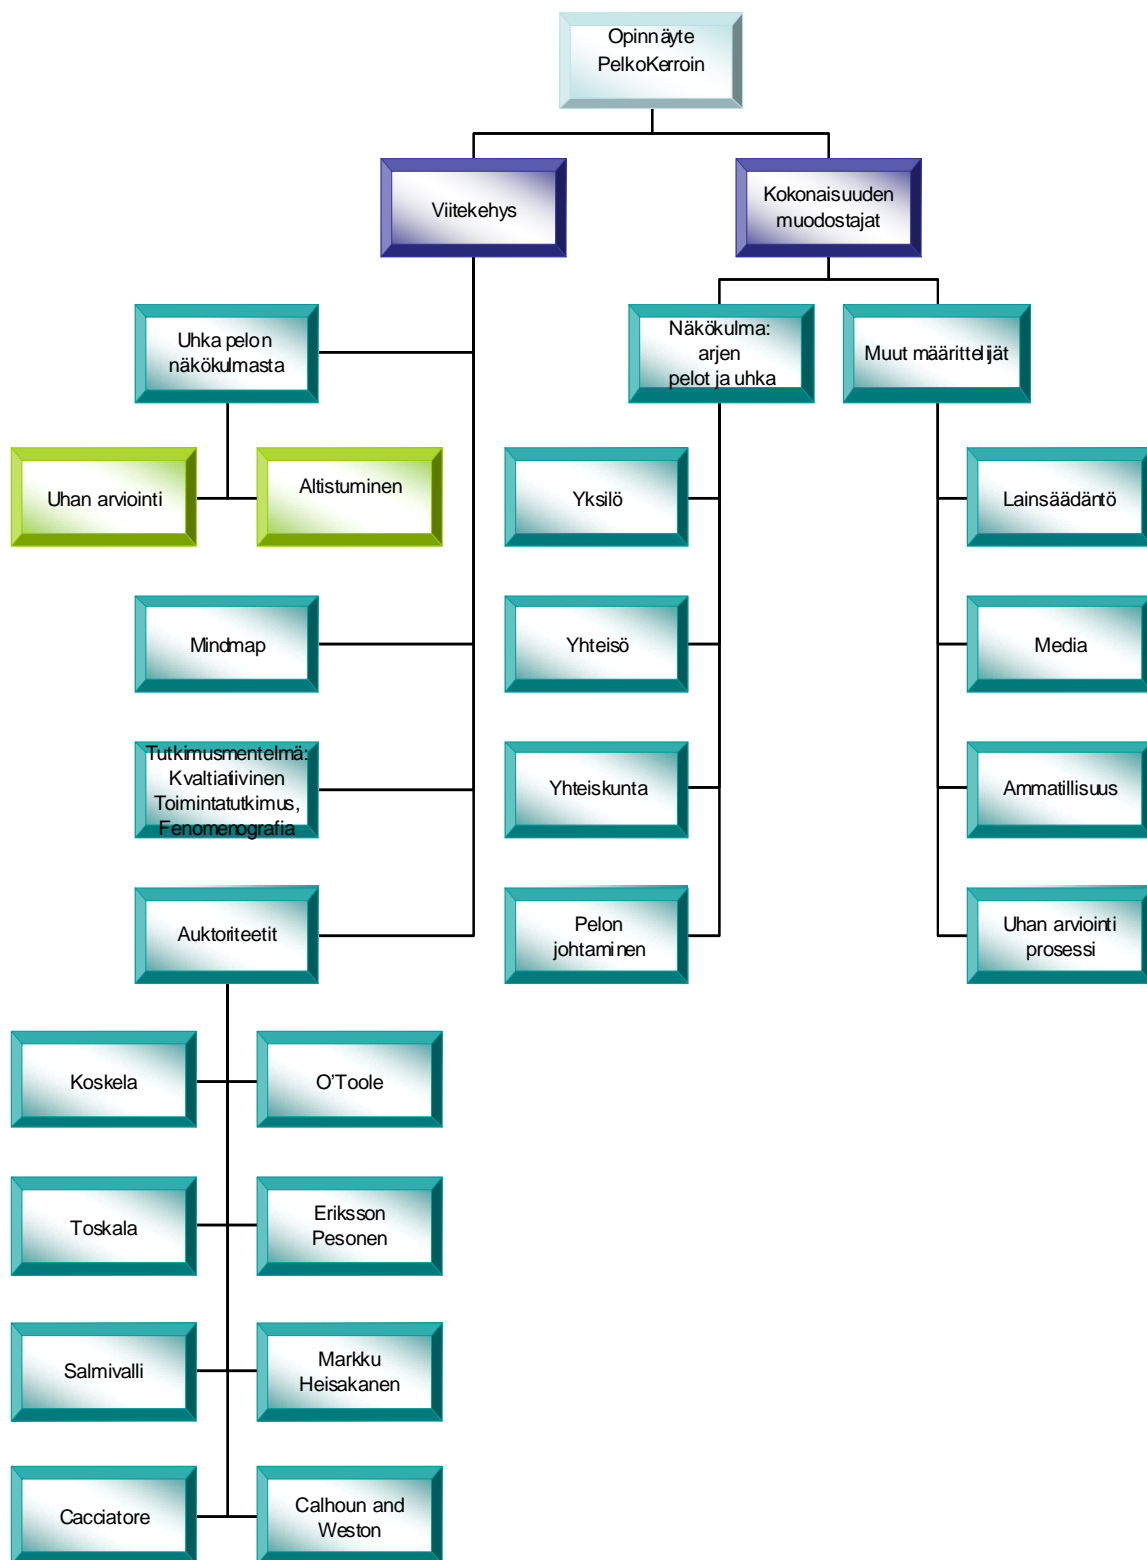 Opinnäyte
PelkoKerroin
Viitekehys
Kokonaisuuden
muodostajat
Uhka pelon
näkökulmasta
Näkökulma:
arjen
pelot ja uhka
Muut määrittelijät
Uhan arviointi
Altistuminen
Yksilö
Lainsäädäntö
Mindmap
Yhteisö
Media
Tutkimusmentelmä:
Kvaltiatiivinen
Toimintatutkimus,
Fenomenografia
Yhteiskunta
Ammatillisuus
Auktoriteetit
Pelon
johtaminen
Uhan arviointi
prosessi
Koskela
O'Toole
Toskala
Eriksson
Pesonen
Salmivalli
Markku
Heisakanen
Cacciatore
Calhoun and
Weston